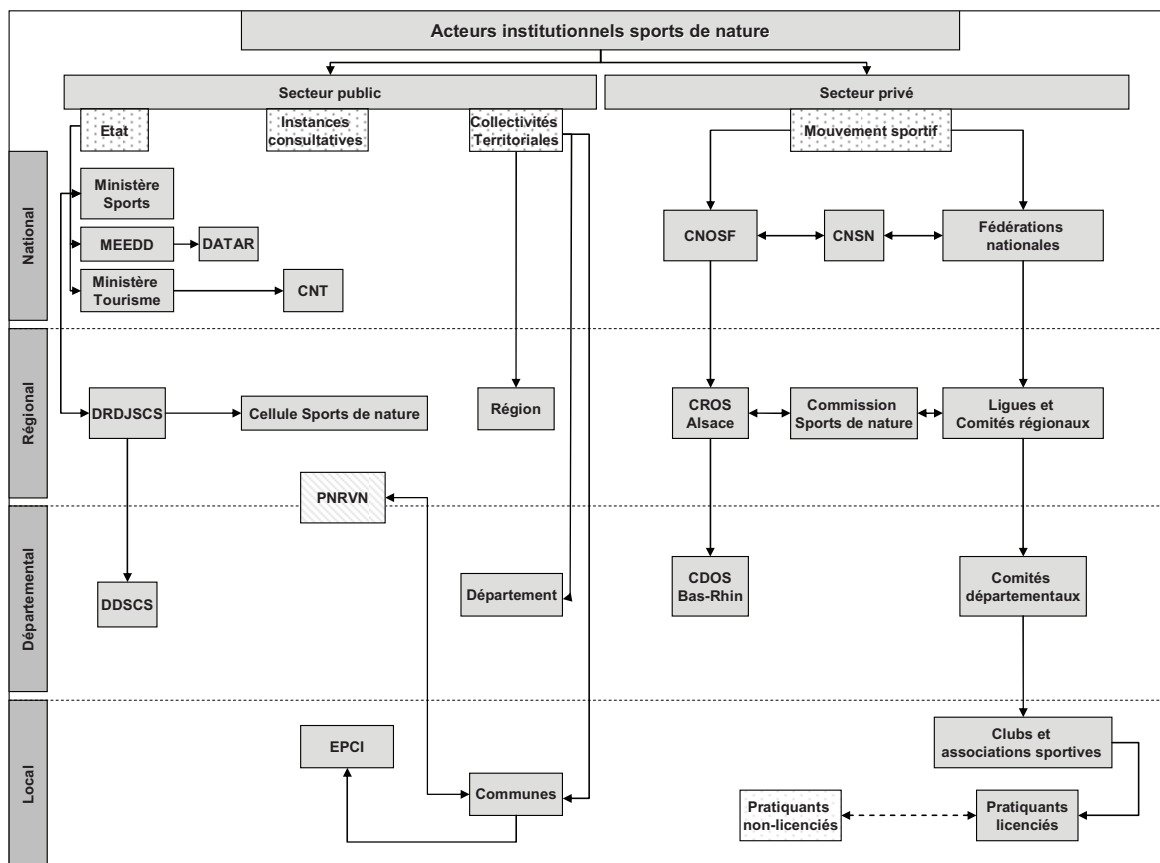 Acteurs institutionnels sports de nature
Secteur public
Secteur privé
Etat
Instances
consultatives
Collectivités
Territoriales
Mouvement sportif
National
Ministère
Sports
MEEDD
DATAR
Ministère
Tourisme
CNT
CNOSF
CNSN
Fédérations
nationales
Régional
DRDJSCS
Cellule Sports de nature
Région
CROS
Alsace
Commission
Sports de nature
Ligues et
Comités régionaux
PNRVN
Départemental
DDSCS
Département
CDOS
Bas-Rhin
Comités
départementaux
Local
EPCI
Communes
Clubs et
associations sportives
Pratiquants
non-licenciés
Pratiquants
licenciés